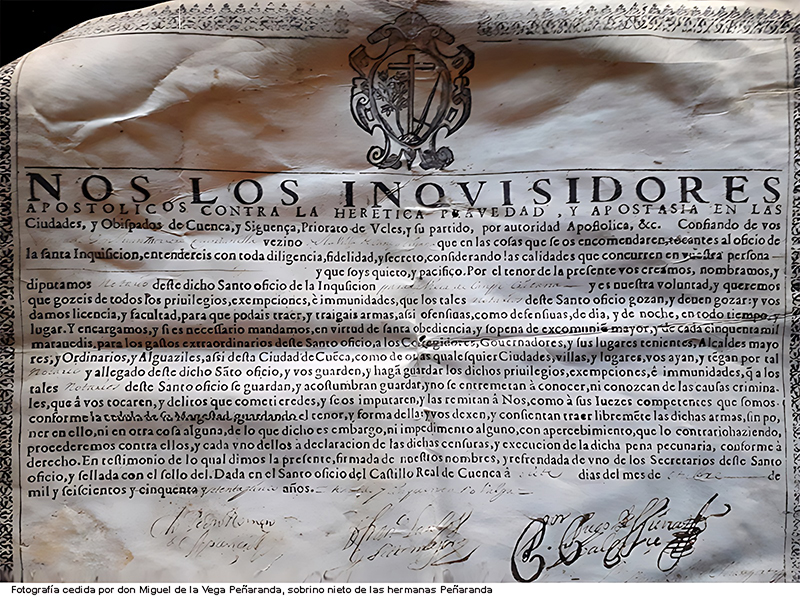 NOS LOS INQVISIDORES
APOSTOLICOS CONTRA LA HERETICA PRAVEDAD, Y APOSTASIA EN LAS
Ciudades, y Obispados de Cuenca, y Siguença, Priorato de Vcles, y su partido, por autoridad Apostolica, &c. Confiando de vos
vezino que en las cosas que se os encomendaren, tocantes al oficio de
la santa Inquisicion, entendereis con toda diligencia, fidelidad, y secreto, considerando las calidades que concurren en vuestra persona
y que soys quieto, y pacifico. Por el tenor de la presente vos creamos, nombramos, y
diputamos Notario deste dicho Santo oficio de la Inquisicion y es nuestra voluntad, y queremos
que gozeis de todos los priuilegios, exempciones, è immunidades, que los tales Notarios deste Santo oficio gozan, y deuen gozar: y vos
damos licencia, y facultad, para que podais traer, y traigais armas, assi ofensiuas, como defensiuas, de dia, y de noche, en todo tiempo,
lugar. Y encargamos, y si es necessario mandamos, en virtud de santa obediencia, y so pena de excomunió mayor, y de cada cinquenta mil
marauedis, para los gastos extraordinarios deste Santo oficio, a los Corregidores, Gouernadores, y sus lugares tenientes, Alcaldes mayo
res, y Ordinarios, y Alguaziles, assi desta Ciudad de Cuéca, como de otras qualesquier Ciudades, villas, y lugares, vos ayan, y tégan por tal
Notario y allegado deste dicho Sáto oficio, y vos guarden, y hagã guardar los dichos priuilegios, exempciones, è immunidades, q̃ a los
tales Notarios deste Santo oficio se guardan, y acostumbran guardar, y no se entremetan à conocer, ni conozcan de las causas crimina
les, que â vos tocaren, y delitos que cometieredes, y se os imputaren, y las remitan â Nos, como à sus Iuezes competentes que somos
conforme la cedula de su Magestad, guardando el tenor, y forma della: y vos dexen, y consientan traer libreméte las dichas armas, sin po,
ner en ello, ni en otra cosa alguna, de lo que dicho es embargo, ni impedimento alguno, con apercebimiento, que lo contrario haziendo,
procederemos contra ellos, y cada vno dellos à declaracion de las dichas censuras, y execucion de la dicha pena pecuniaria, conforme à
derecho. En testimonio de lo qual dimos la presente, firmada de nuestros nombres, y refrendada de vno de los Secretarios deste Santo
oficio, y sellada con el sello del. Dada en el Santo oficio del Castillo Real de Cuenca â dias del mes de de
mil y seiscientos y cinquenta años.
Fotografía cedida por don Miguel de la Vega Peñaranda, sobrino nieto de las hermanas Peñaranda